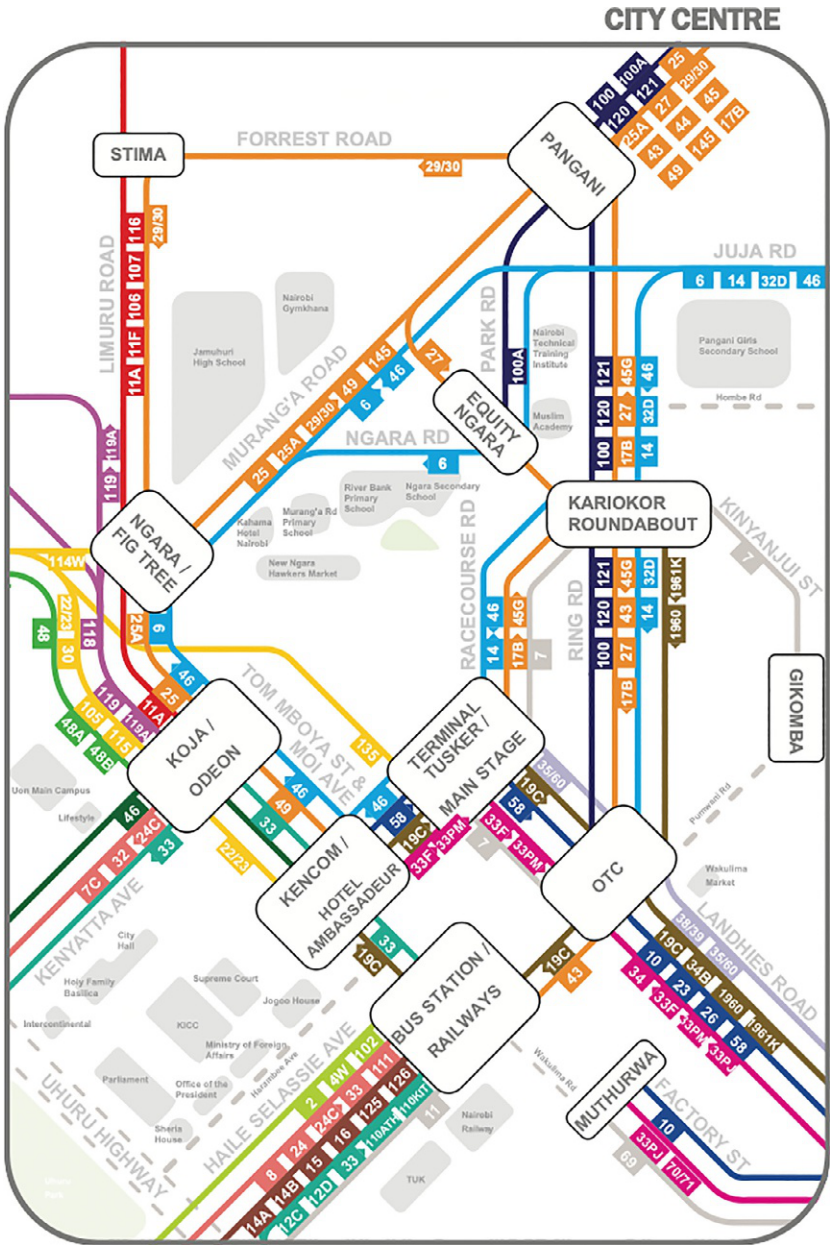 CITY CENTRE
100
100A
25
120
121
27
29/30
25A
44
45
43
145
17B
49
PANGANI
STIMA
FORREST ROAD
29/30
29/30
LIMURU ROAD
11A
11F
106
107
116
JUJA RD
6
14
32D
46
Nairobi
Gymkhana
Jamuhuri
High School
MURANG'A ROAD
25
25A
29/30
49
145
6
46
27
PARK RD
100A
Nairobi
Technical
Training
Institute
Pangani Girls
Secondary School
Hombe Rd
EQUITY
NGARA
Muslim
Academy
121
45G
46
120
27
32D
100
17B
14
NGARA RD
6
119
119A
River Bank
Primary
School
Ngara Secondary
School
Murang'a Rd
Primary
School
Kahama
Hotel
Nairobi
New Ngara
Hawkers Market
NGARA /
FIG TREE
KARIOKOR
ROUNDABOUT
KINYANJUI ST
7
RACECOURSE RD
46
45G
14
17B
7
RING RD
121
45G
32D
1961K
120
43
14
1960
100
27
17B
GIKOMBA
114W
48
22/23
30
118
25A
6
46
25
11A
119
119A
105
115
48A
48B
KOJA /
ODEON
TOM MBOYA ST &
MOI AVE
135
46
49
33
22/23
TERMINAL
TUSKER /
MAIN STAGE
35/60
19C
58
33F
33PM
7
46
58
19C
33F
33PM
Uon Main Campus
Lifestyle
46
24C
32
7C
33
KENYATTA AVE
KENCOM /
HOTEL
AMBASSADEUR
33
19C
OTC
Pumwani Rd
Wakulima
Market
LANDHIES ROAD
38/39
35/60
19C
34B
1960
1961K
10
23
26
58
34
33F
33PM
33PJ
19C
43
BUS STATION /
RAILWAYS
City
Hall
Holy Family
Basilica
Intercontinental
Supreme Court
Jogoo House
KICC
Ministry of Foreign
Affairs
Harambee Ave
Parliament
Office of the
President
Sheria
House
UHURU HIGHWAY
HAILE SELASSIE AVE
2
4W
102
8
24
24C
33
111
14A
14B
15
16
125
126
12C
12D
33
110ATH
110KIT
11
Nairobi
Railway
TUK
Wakulima Rd
MUTHURWA
FACTORY ST
10
33PJ
70/71
69
Uhuru
Park